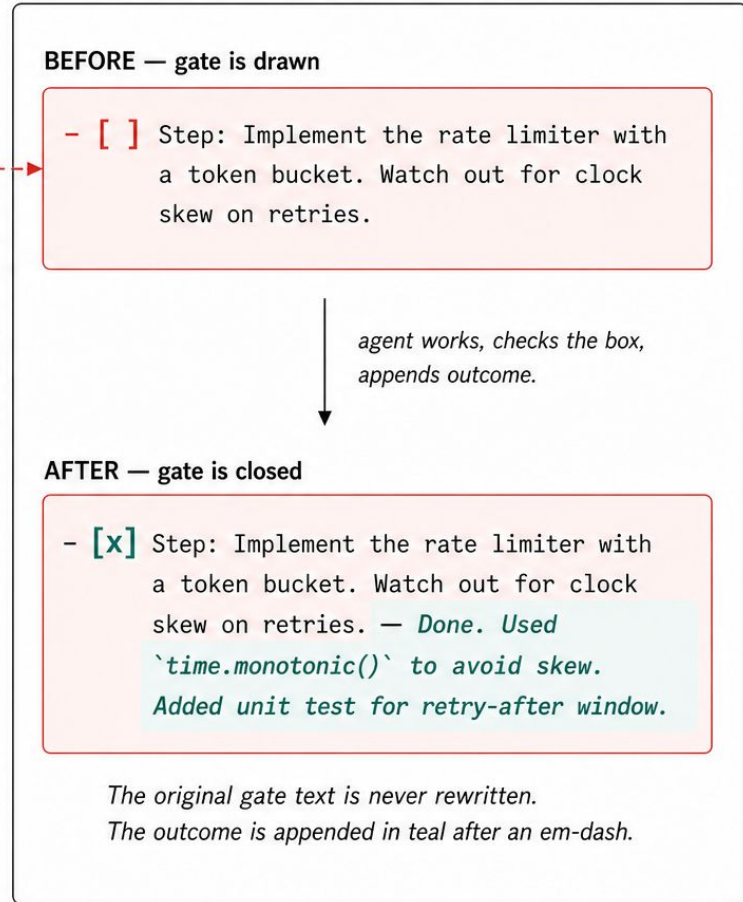 BEFORE — gate is drawn
- [ ] Step: Implement the rate limiter with
a token bucket. Watch out for clock
skew on retries.
agent works, checks the box,
appends outcome.
AFTER — gate is closed
- [x] Step: Implement the rate limiter with
a token bucket. Watch out for clock
skew on retries. — Done. Used
`time.monotonic()` to avoid skew.
Added unit test for retry-after window.
The original gate text is never rewritten.
The outcome is appended in teal after an em-dash.